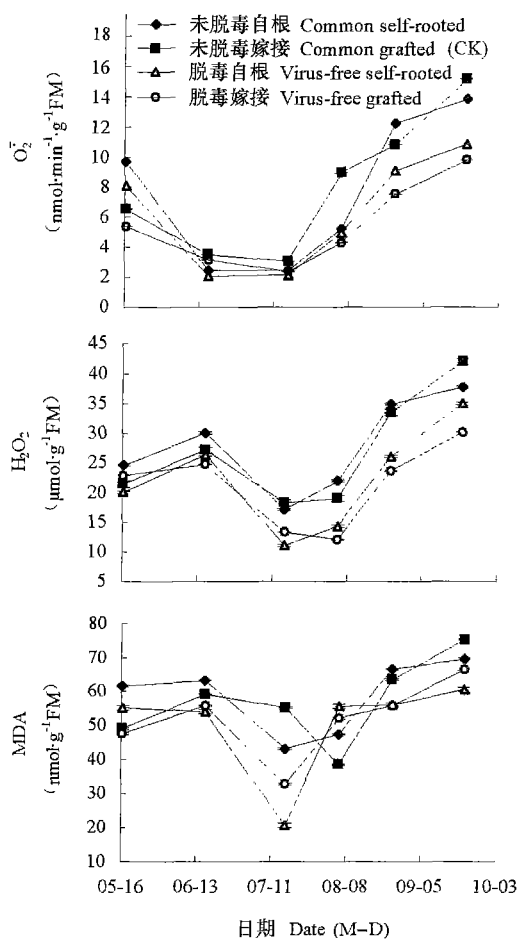 未脱毒自根 Common self-rooted
未脱毒嫁接 Common grafted (CK)
脱毒自根 Virus-free self-rooted
脱毒嫁接 Virus-free grafted
O₂⁻·
(nmol·min⁻¹·g⁻¹FM)
18
16
14
12
10
8
6
4
2
0
H₂O₂
(μmol·g⁻¹FM)
45
40
35
30
25
20
15
10
5
MDA
(nmol·g⁻¹FM)
80
70
60
50
40
30
20
10
05-16 06-13 07-11 08-08 09-05 10-03
日期 Date (M-D)